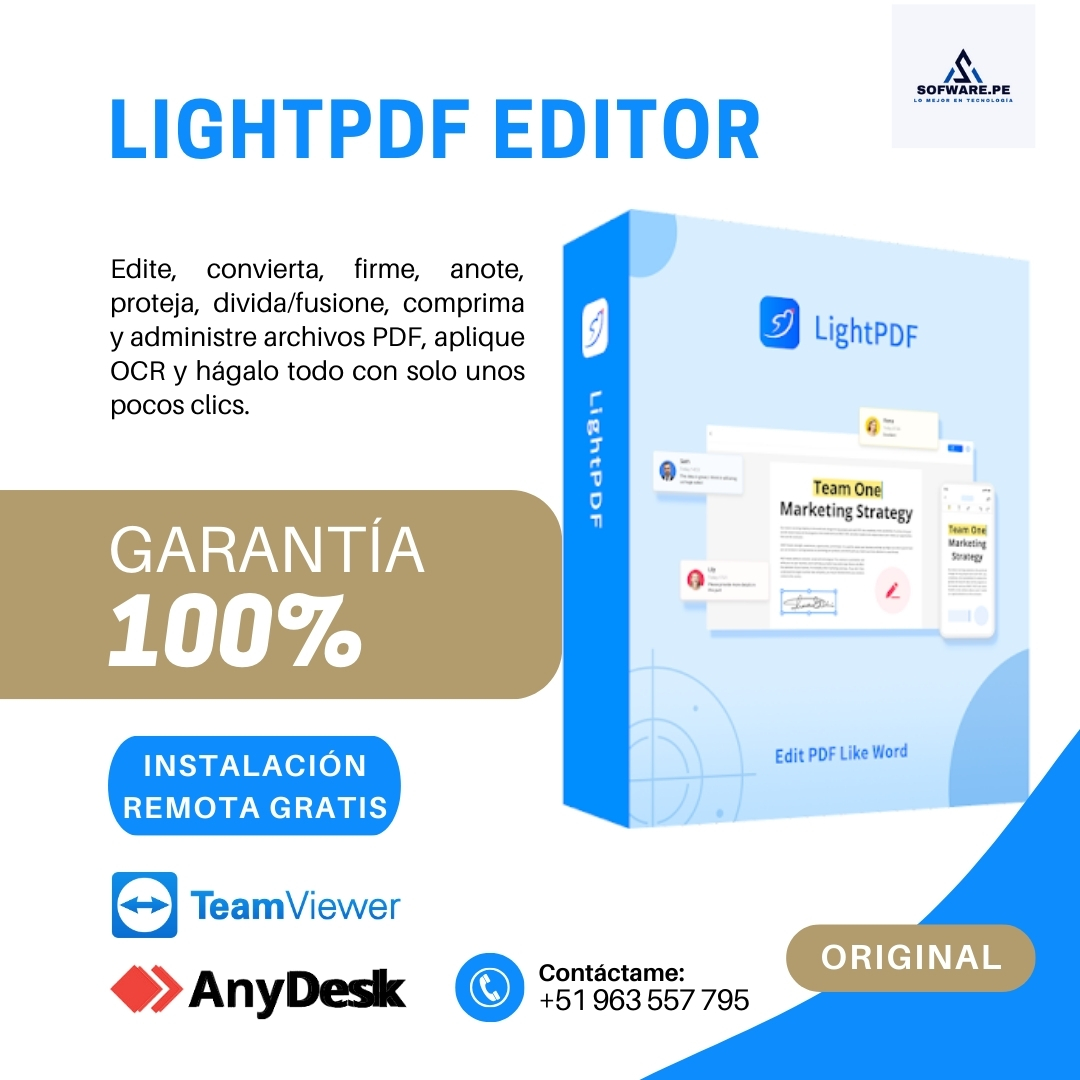 SOFWARE.PE
LO MEJOR EN TECNOLOGÍA
LIGHTPDF EDITOR
Edite, convierta, firme, anote,
proteja, divida/fusione, comprima
y administre archivos PDF, aplique
OCR y hágalo todo con solo unos
pocos clics.
LightPDF
LightPDF
Team One
Marketing Strategy
Team One
Marketing
Strategy
Edit PDF Like Word
GARANTÍA
100%
INSTALACIÓN
REMOTA GRATIS
TeamViewer
AnyDesk
Contáctame:
+51 963 557 795
ORIGINAL